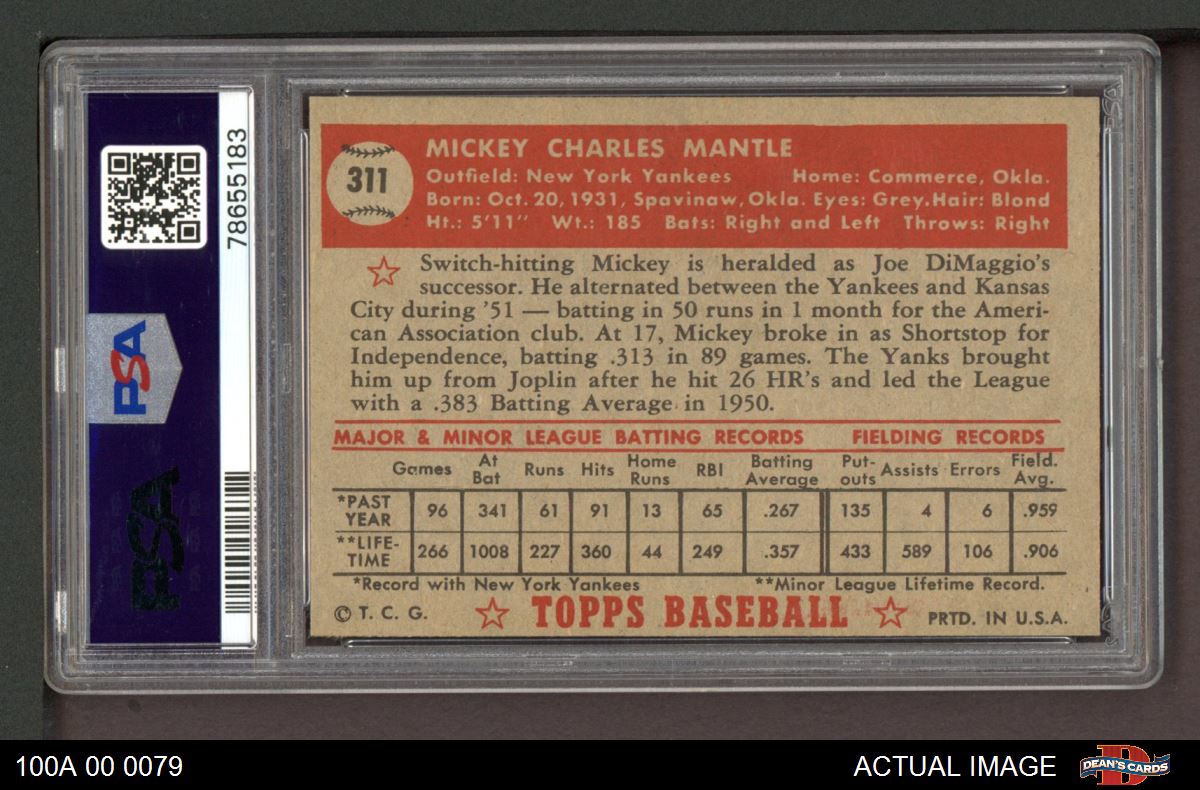 78655183
PSA
PSA
311
MICKEY CHARLES MANTLE
Outfield: New York Yankees Home: Commerce, Okla.
Born: Oct. 20, 1931, Spavinaw, Okla. Eyes: Grey. Hair: Blond
Ht.: 5'11" Wt.: 185 Bats: Right and Left Throws: Right
Switch-hitting Mickey is heralded as Joe DiMaggio's
successor. He alternated between the Yankees and Kansas
City during '51 — batting in 50 runs in 1 month for the Ameri-
can Association club. At 17, Mickey broke in as Shortstop for
Independence, batting .313 in 89 games. The Yanks brought
him up from Joplin after he hit 26 HR's and led the League
with a .383 Batting Average in 1950.
MAJOR & MINOR LEAGUE BATTING RECORDS FIELDING RECORDS
Games At Bat Runs Hits Home Runs RBI Batting Average Put-outs Assists Errors Field. Avg.
*PAST YEAR 96 341 61 91 13 65 .267 135 4 6 .959
**LIFE-TIME 266 1008 227 360 44 249 .357 433 589 106 .906
*Record with New York Yankees **Minor League Lifetime Record.
© T. C. G. TOPPS BASEBALL PRTD. IN U.S.A.
100A 00 0079 ACTUAL IMAGE DEAN'S CARDS